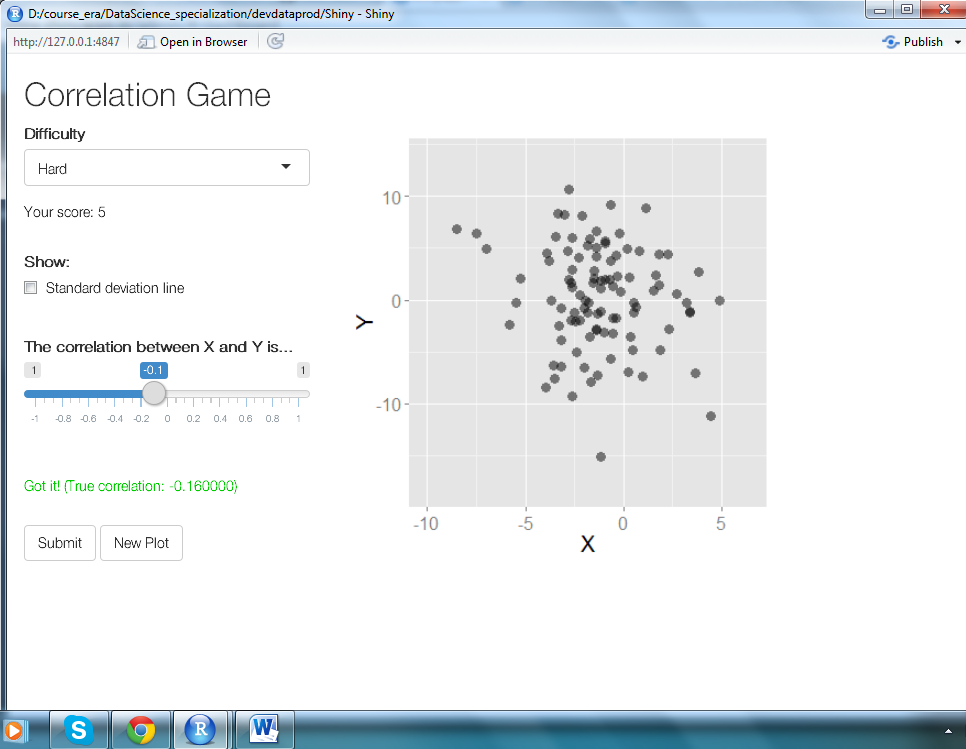 D:/course_era/DataScience_specialization/devdataprod/Shiny - Shiny
http://127.0.0.1:4847 Open in Browser Publish
Correlation Game
Difficulty
Hard
Your score: 5
Show:
Standard deviation line
The correlation between X and Y is...
1 -0.1 1
-1 -0.8 -0.6 -0.4 -0.2 0 0.2 0.4 0.6 0.8 1
Got it! (True correlation: -0.160000)
Submit New Plot
10
0
-10
Y
-10 -5 0 5
X